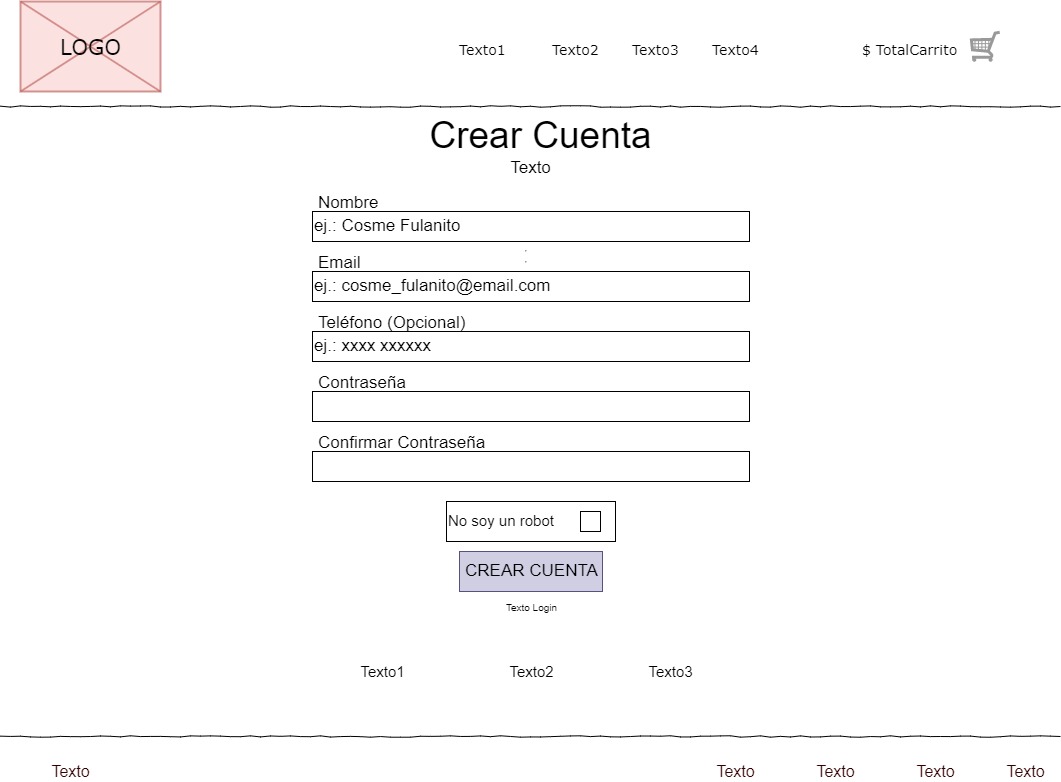 LOGO
Texto1 Texto2 Texto3 Texto4 $ TotalCarrito
Crear Cuenta
Texto
Nombre
ej.: Cosme Fulanito
Email
ej.: cosme_fulanito@email.com
Teléfono (Opcional)
ej.: xxxx xxxxxx
Contraseña
Confirmar Contraseña
No soy un robot
CREAR CUENTA
Texto Login
Texto1 Texto2 Texto3
Texto Texto Texto Texto Texto